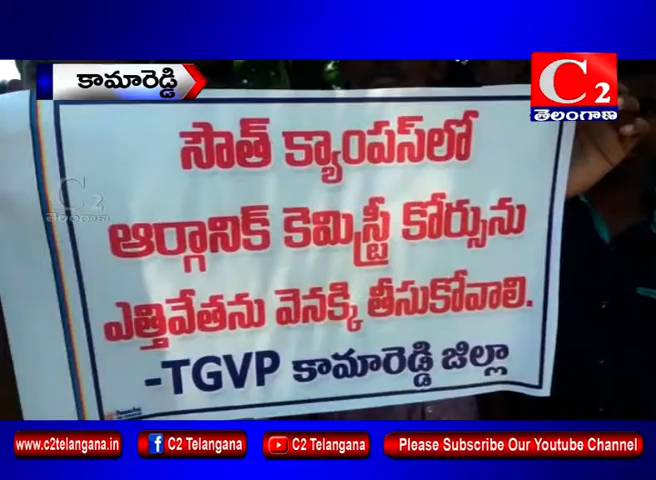 కామారెడ్డి
C2
తెలంగాణ
C2
తెలంగాణ
సౌత్ క్యాంపస్‌లో
ఆర్గానిక్ కెమిస్ట్రీ కోర్సును
ఎత్తివేతను వెనక్కి తీసుకోవాలి.
-TGVP కామారెడ్డి జిల్లా
www.c2telangana.in
C2 Telangana
C2 Telangana
Please Subscribe Our Youtube Channel